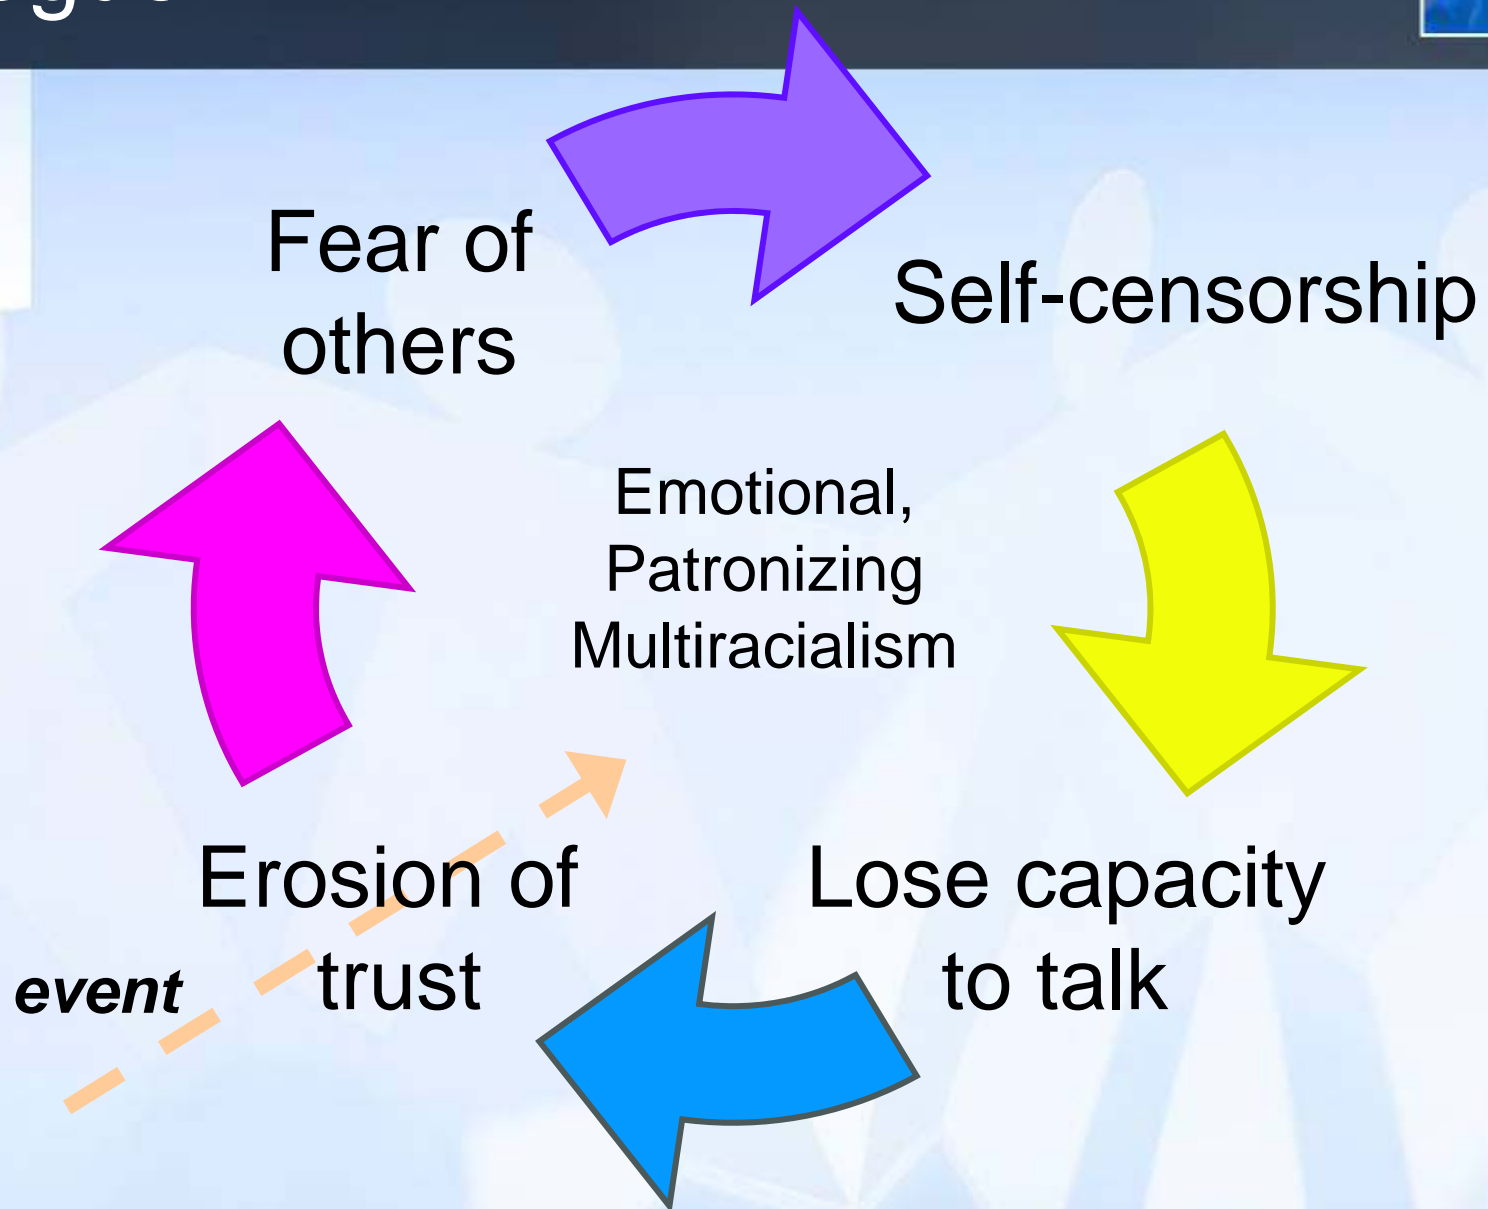 Fear of
others
Self-censorship
Emotional,
Patronizing
Multiracialism
Erosion of
trust
Lose capacity
to talk
event